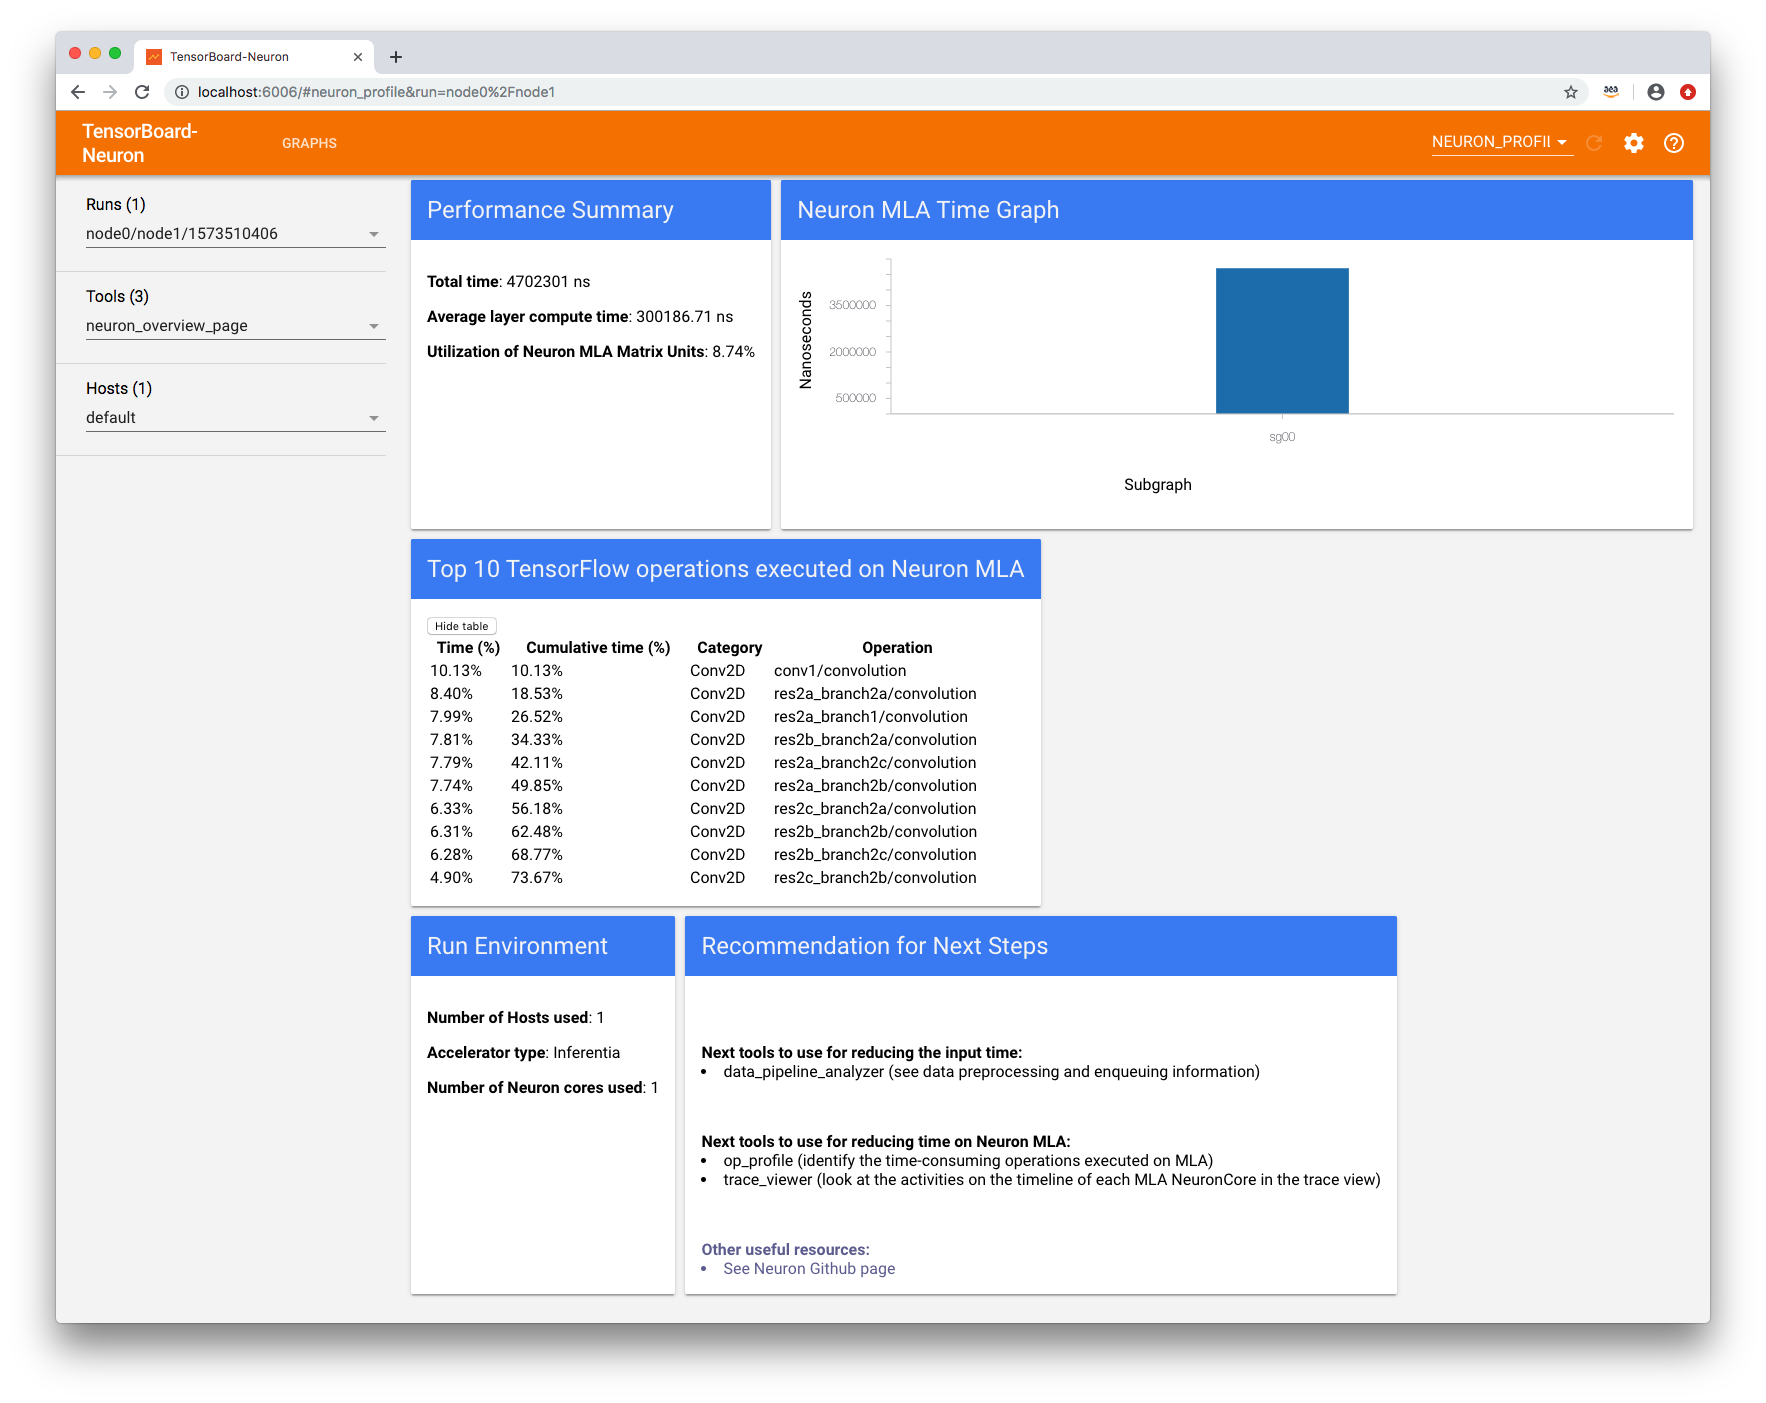 TensorBoard-Neuron
localhost:6006/#neuron_profile&run=node0%2Fnode1
aea
TensorBoard-
Neuron
GRAPHS
NEURON_PROFIL
Runs (1)
node0/node1/1573510406
Tools (3)
neuron_overview_page
Hosts (1)
default
Performance Summary
Total time: 4702301 ns
Average layer compute time: 300186.71 ns
Utilization of Neuron MLA Matrix Units: 8.74%
Neuron MLA Time Graph
Nanoseconds
3500000
2000000
500000
sg00
Subgraph
Top 10 TensorFlow operations executed on Neuron MLA
Hide table
Time (%) Cumulative time (%) Category Operation
10.13% 10.13% Conv2D conv1/convolution
8.40% 18.53% Conv2D res2a_branch2a/convolution
7.99% 26.52% Conv2D res2a_branch1/convolution
7.81% 34.33% Conv2D res2b_branch2a/convolution
7.79% 42.11% Conv2D res2a_branch2c/convolution
7.74% 49.85% Conv2D res2a_branch2b/convolution
6.33% 56.18% Conv2D res2c_branch2a/convolution
6.31% 62.48% Conv2D res2b_branch2b/convolution
6.28% 68.77% Conv2D res2b_branch2c/convolution
4.90% 73.67% Conv2D res2c_branch2b/convolution
Run Environment
Number of Hosts used: 1
Accelerator type: Inferentia
Number of Neuron cores used: 1
Recommendation for Next Steps
Next tools to use for reducing the input time:
• data_pipeline_analyzer (see data preprocessing and enqueuing information)
Next tools to use for reducing time on Neuron MLA:
• op_profile (identify the time-consuming operations executed on MLA)
• trace_viewer (look at the activities on the timeline of each MLA NeuronCore in the trace view)
Other useful resources:
• See Neuron Github page